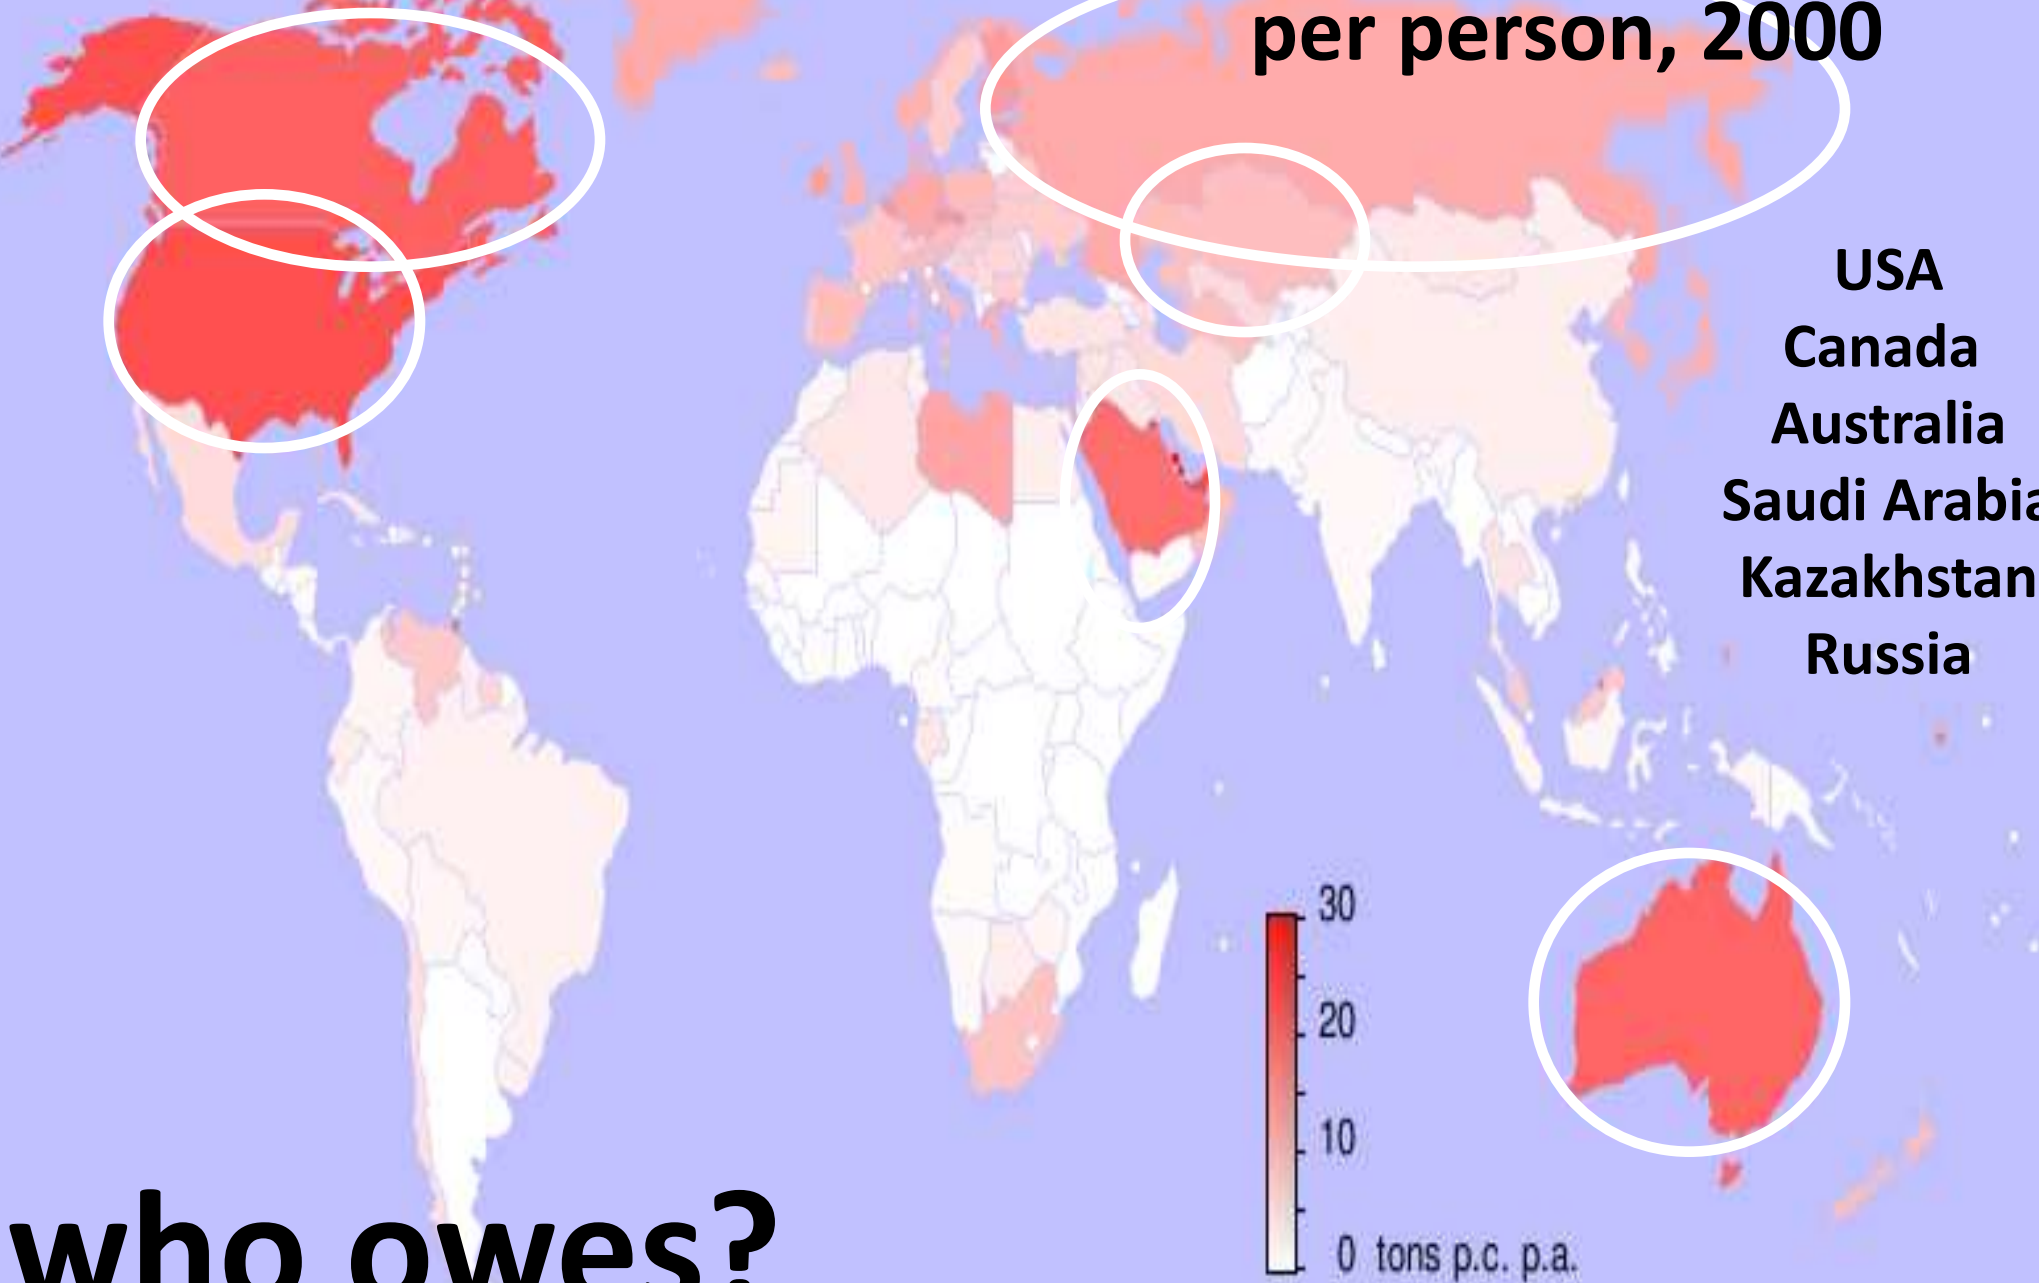 per person, 2000
USA
Canada
Australia
Saudi Arabia
Kazakhstan
Russia
30
20
10
0 tons p.c. p.a.
who owes?